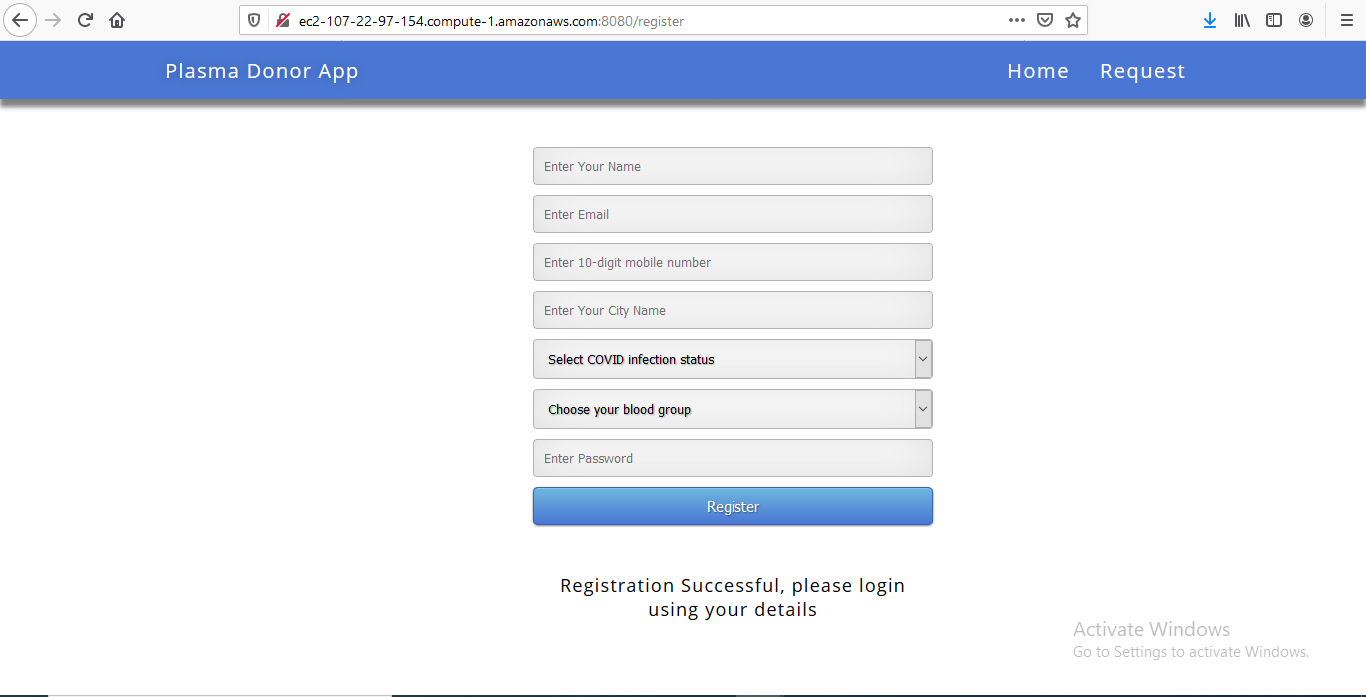 ec2-107-22-97-154.compute-1.amazonaws.com:8080/register
Plasma Donor App
Home
Request
Enter Your Name
Enter Email
Enter 10-digit mobile number
Enter Your City Name
Select COVID infection status
Choose your blood group
Enter Password
Register
Registration Successful, please login
using your details
Activate Windows
Go to Settings to activate Windows.